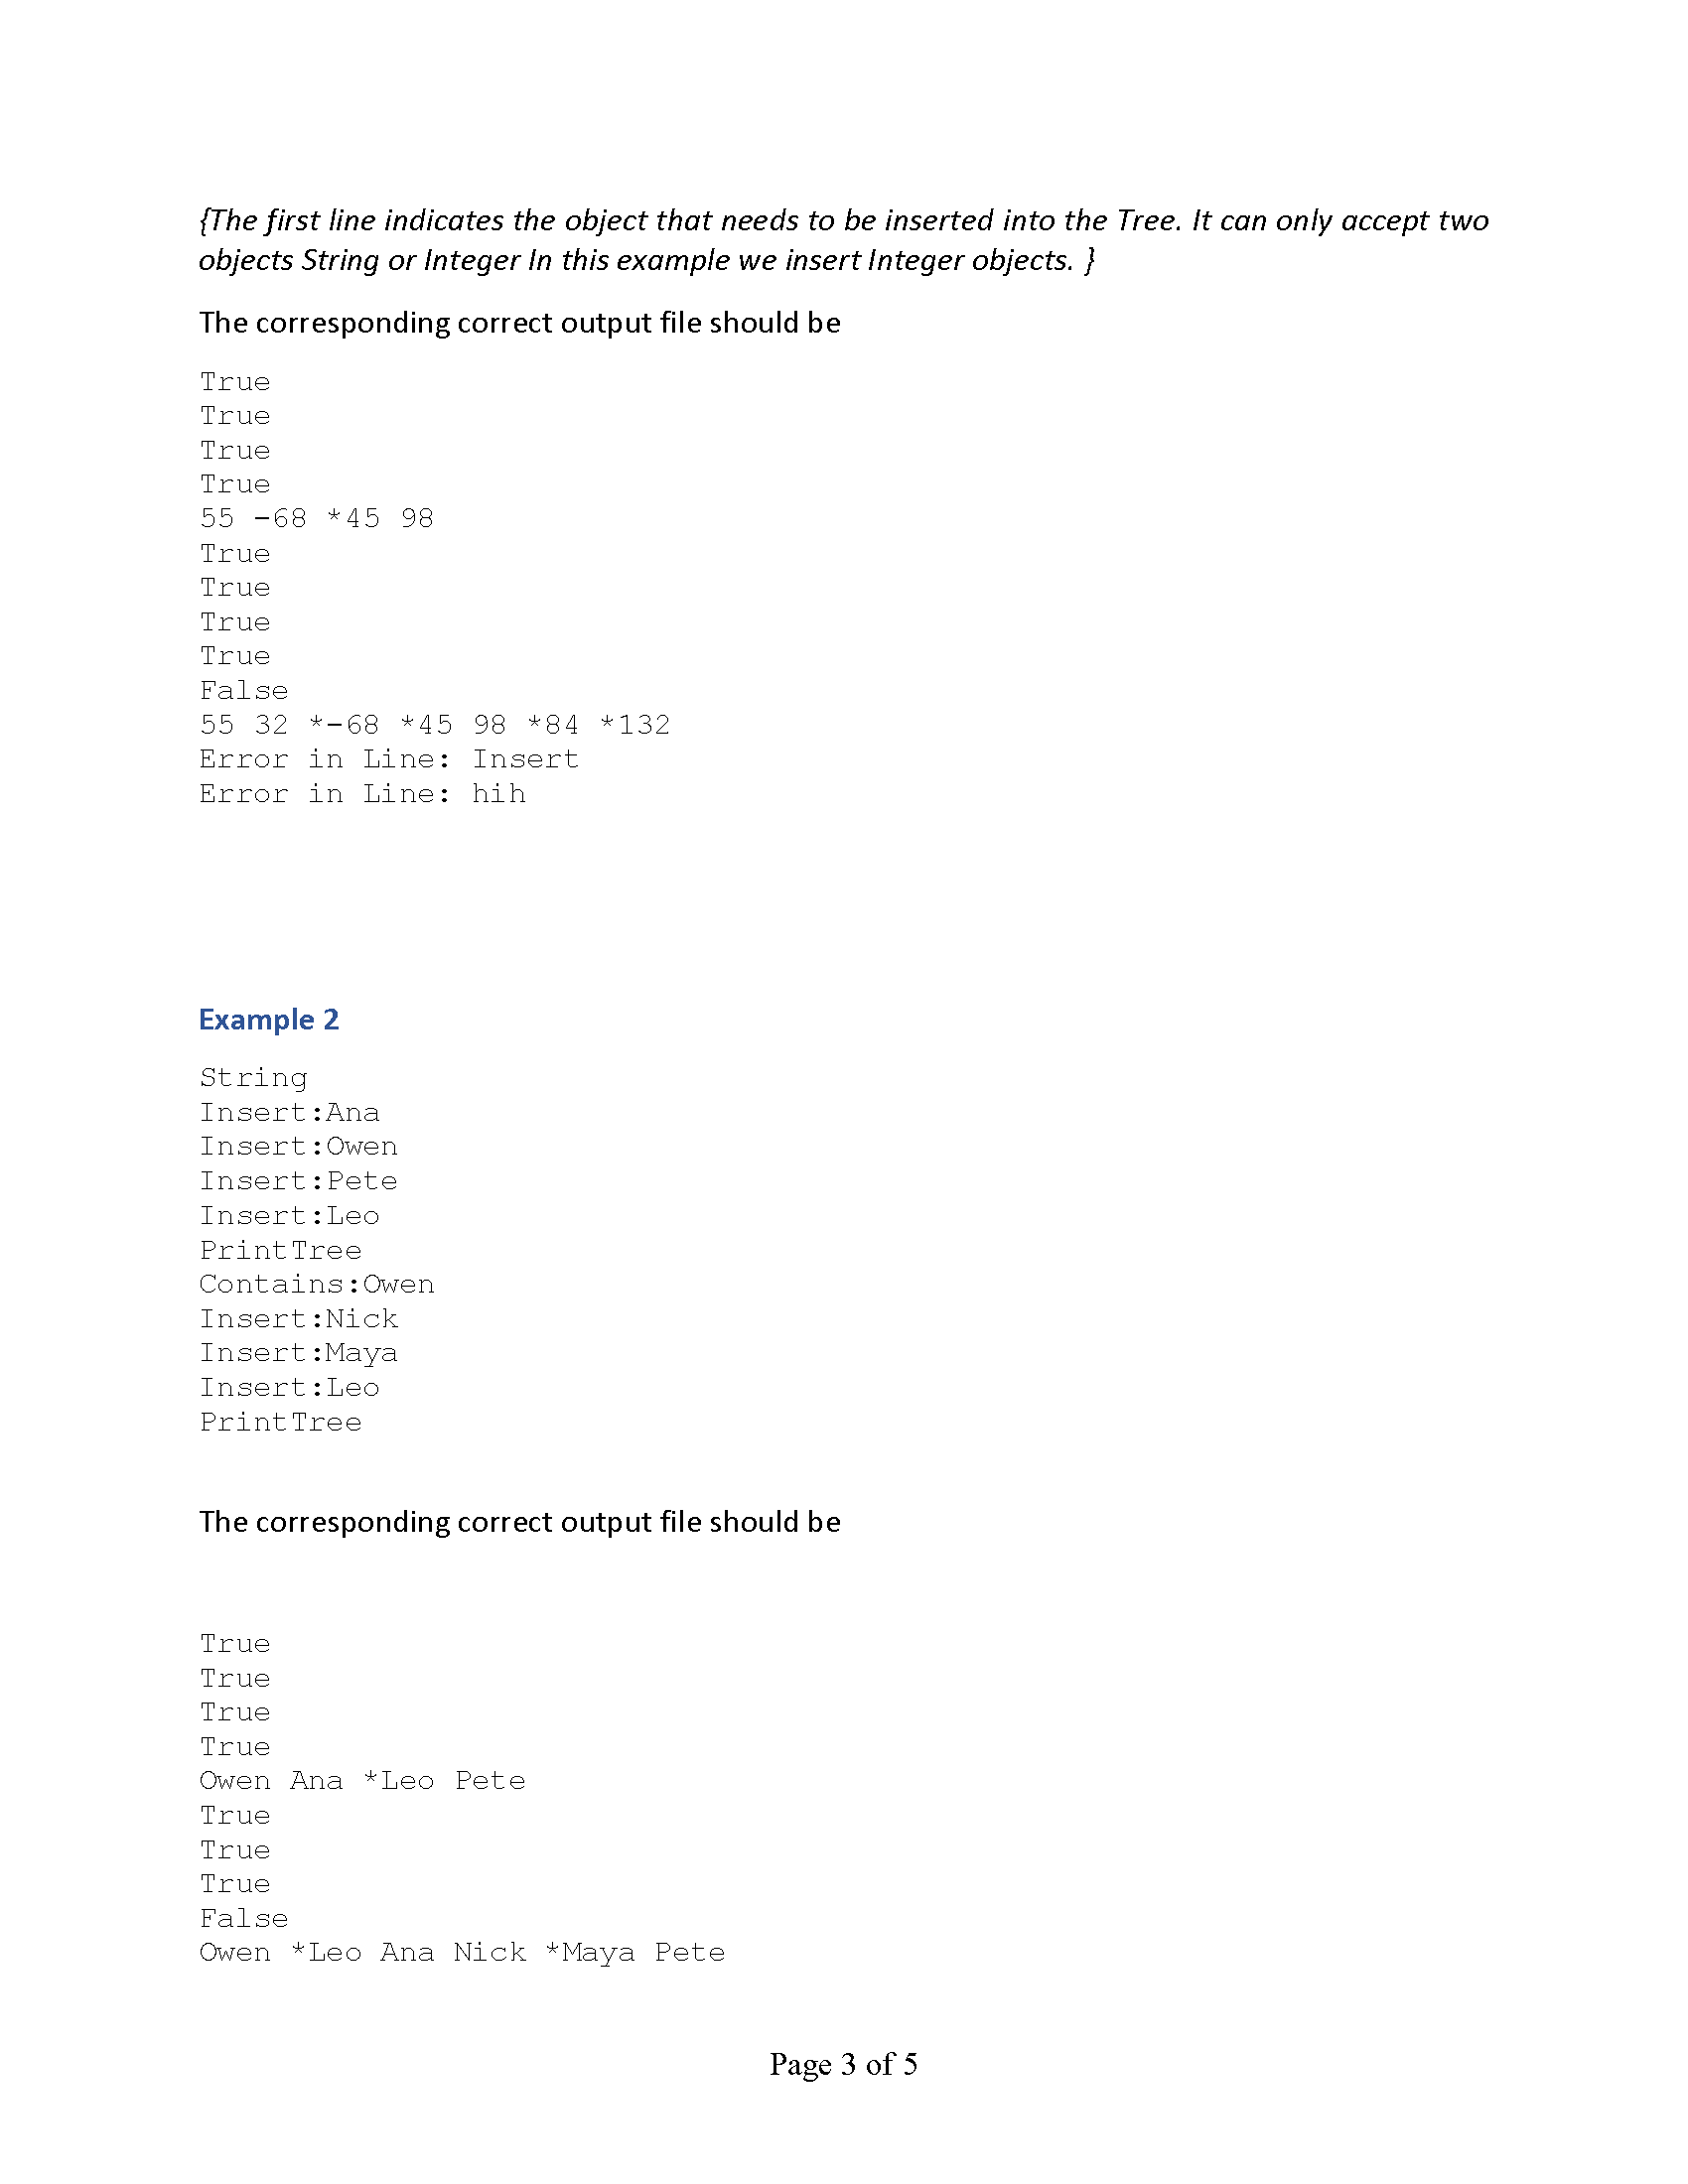 {The first line indicates the object that needs to be inserted into the Tree. It can only accept two
objects String or Integer In this example we insert Integer objects. }
The corresponding correct output file should be
True
True
True
True
55 -68 *45 98
True
True
True
True
False
55 32 *-68 *45 98 *84 *132
Error in Line: Insert
Error in Line: hih
Example 2
String
Insert:Ana
Insert:Owen
Insert:Pete
Insert:Leo
PrintTree
Contains:Owen
Insert:Nick
Insert:Maya
Insert:Leo
PrintTree
The corresponding correct output file should be
True
True
True
True
Owen Ana *Leo Pete
True
True
True
False
Owen *Leo Ana Nick *Maya Pete
Page 3 of 5